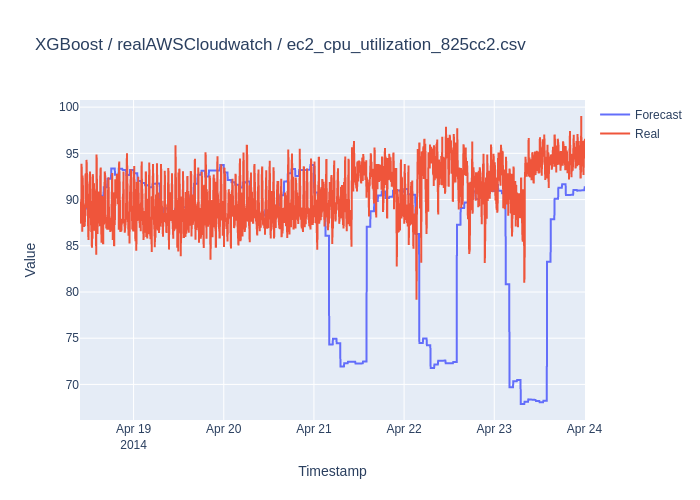 XGBoost / realAWSCloudwatch / ec2_cpu_utilization_825cc2.csv
Forecast
Real
Value
100
95
90
85
80
75
70
Apr 19
2014
Apr 20
Apr 21
Apr 22
Apr 23
Apr 24
Timestamp